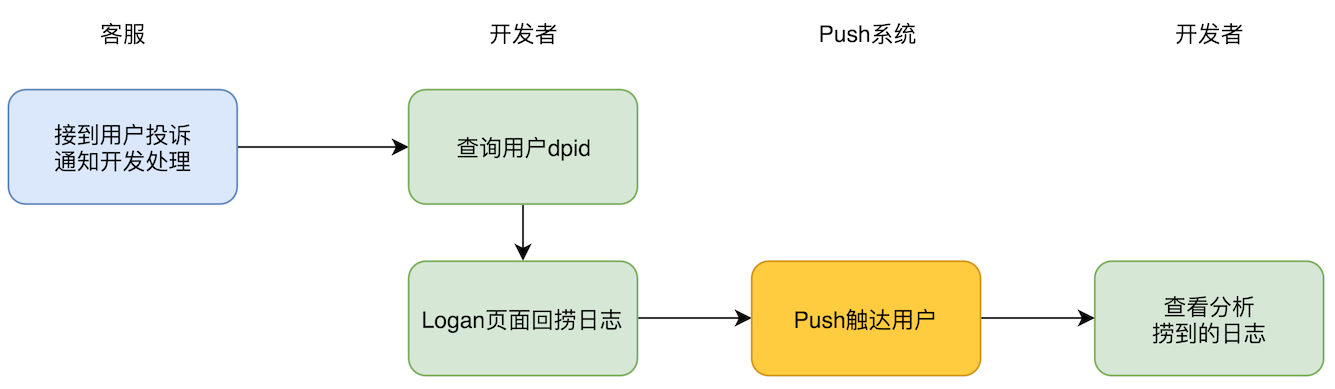 客服
开发者
Push系统
开发者
接到用户投诉
通知开发处理
查询用户dpid
Logan页面回捞日志
Push触达用户
查看分析
捞到的日志